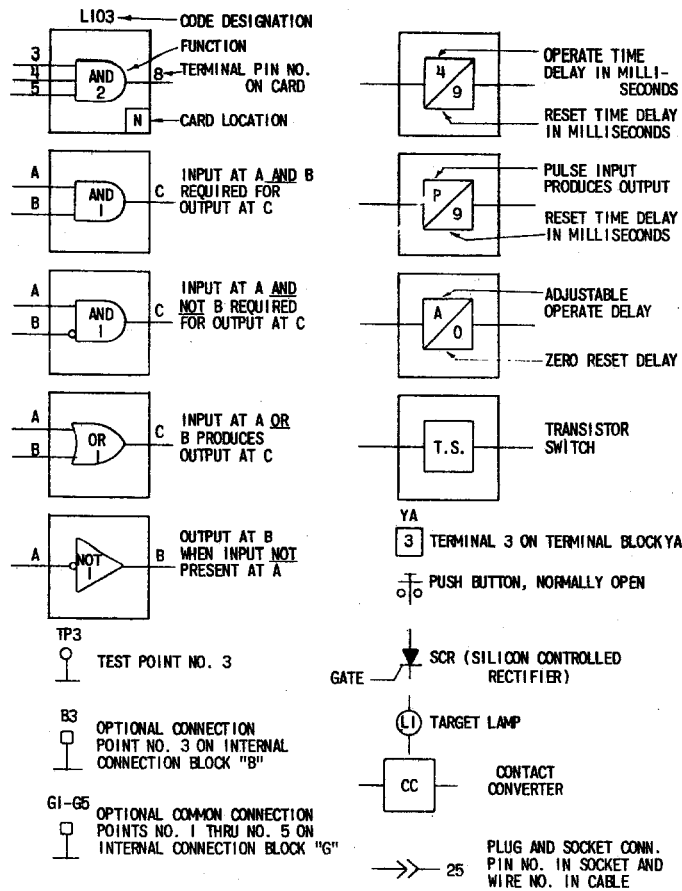 L103 CODE DESIGNATION
FUNCTION
3
4
5
AND
2
8
TERMINAL PIN NO.
ON CARD
N
CARD LOCATION
A
B
AND
1
C
INPUT AT A AND B
REQUIRED FOR
OUTPUT AT C
A
B
AND
1
C
INPUT AT A AND
NOT B REQUIRED
FOR OUTPUT AT C
A
B
OR
1
C
INPUT AT A OR
B PRODUCES
OUTPUT AT C
A
NOT
1
B
OUTPUT AT B
WHEN INPUT NOT
PRESENT AT A
TP3
TEST POINT NO. 3
B3
OPTIONAL CONNECTION
POINT NO. 3 ON INTERNAL
CONNECTION BLOCK "B"
G1-G5
OPTIONAL COMMON CONNECTION
POINTS NO. 1 THRU NO. 5 ON
INTERNAL CONNECTION BLOCK "G"
4
9
OPERATE TIME
DELAY IN MILLI-
SECONDS
RESET TIME DELAY
IN MILLISECONDS
P
9
PULSE INPUT
PRODUCES OUTPUT
RESET TIME DELAY
IN MILLISECONDS
A
0
ADJUSTABLE
OPERATE DELAY
ZERO RESET DELAY
T.S.
TRANSISTOR
SWITCH
YA
3 TERMINAL 3 ON TERMINAL BLOCK YA
PUSH BUTTON, NORMALLY OPEN
GATE
SCR (SILICON CONTROLLED
RECTIFIER)
L1 TARGET LAMP
CC
CONTACT
CONVERTER
25
PLUG AND SOCKET CONN.
PIN NO. IN SOCKET AND
WIRE NO. IN CABLE